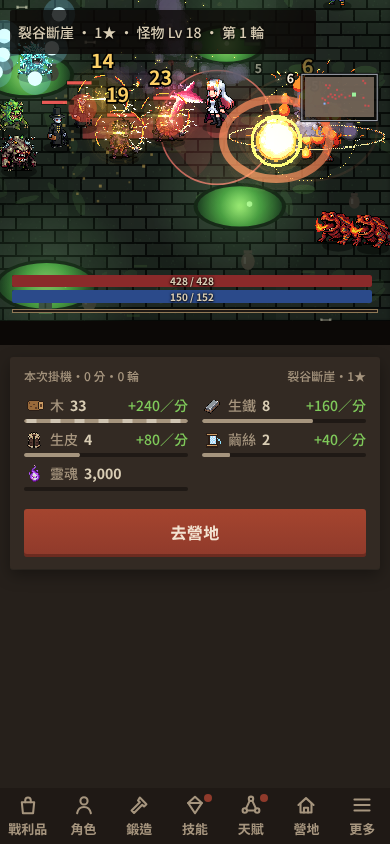 裂谷斷崖 · 1★ · 怪物 Lv 18 · 第 1 輪
14
23
19
5
6
6
428 / 428
150 / 152
本次掛機 · 0 分 · 0 輪
裂谷斷崖 · 1★
木 33 +240／分
生鐵 8 +160／分
生皮 4 +80／分
繭絲 2 +40／分
靈魂 3,000
去營地
戰利品 角色 鍛造 技能 天賦 營地 更多